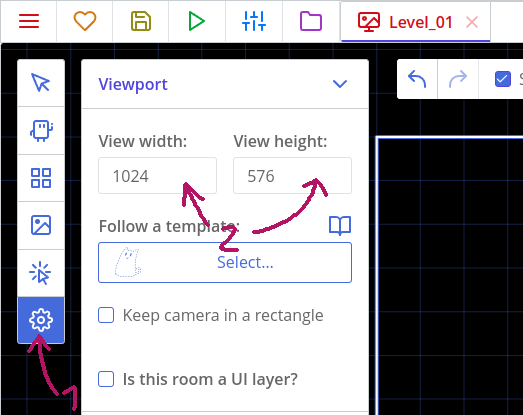 Level_01
Viewport
S
View width: View height:
1024 576
Follow a template:
2
Select...
Keep camera in a rectangle
Is this room a UI layer?
1